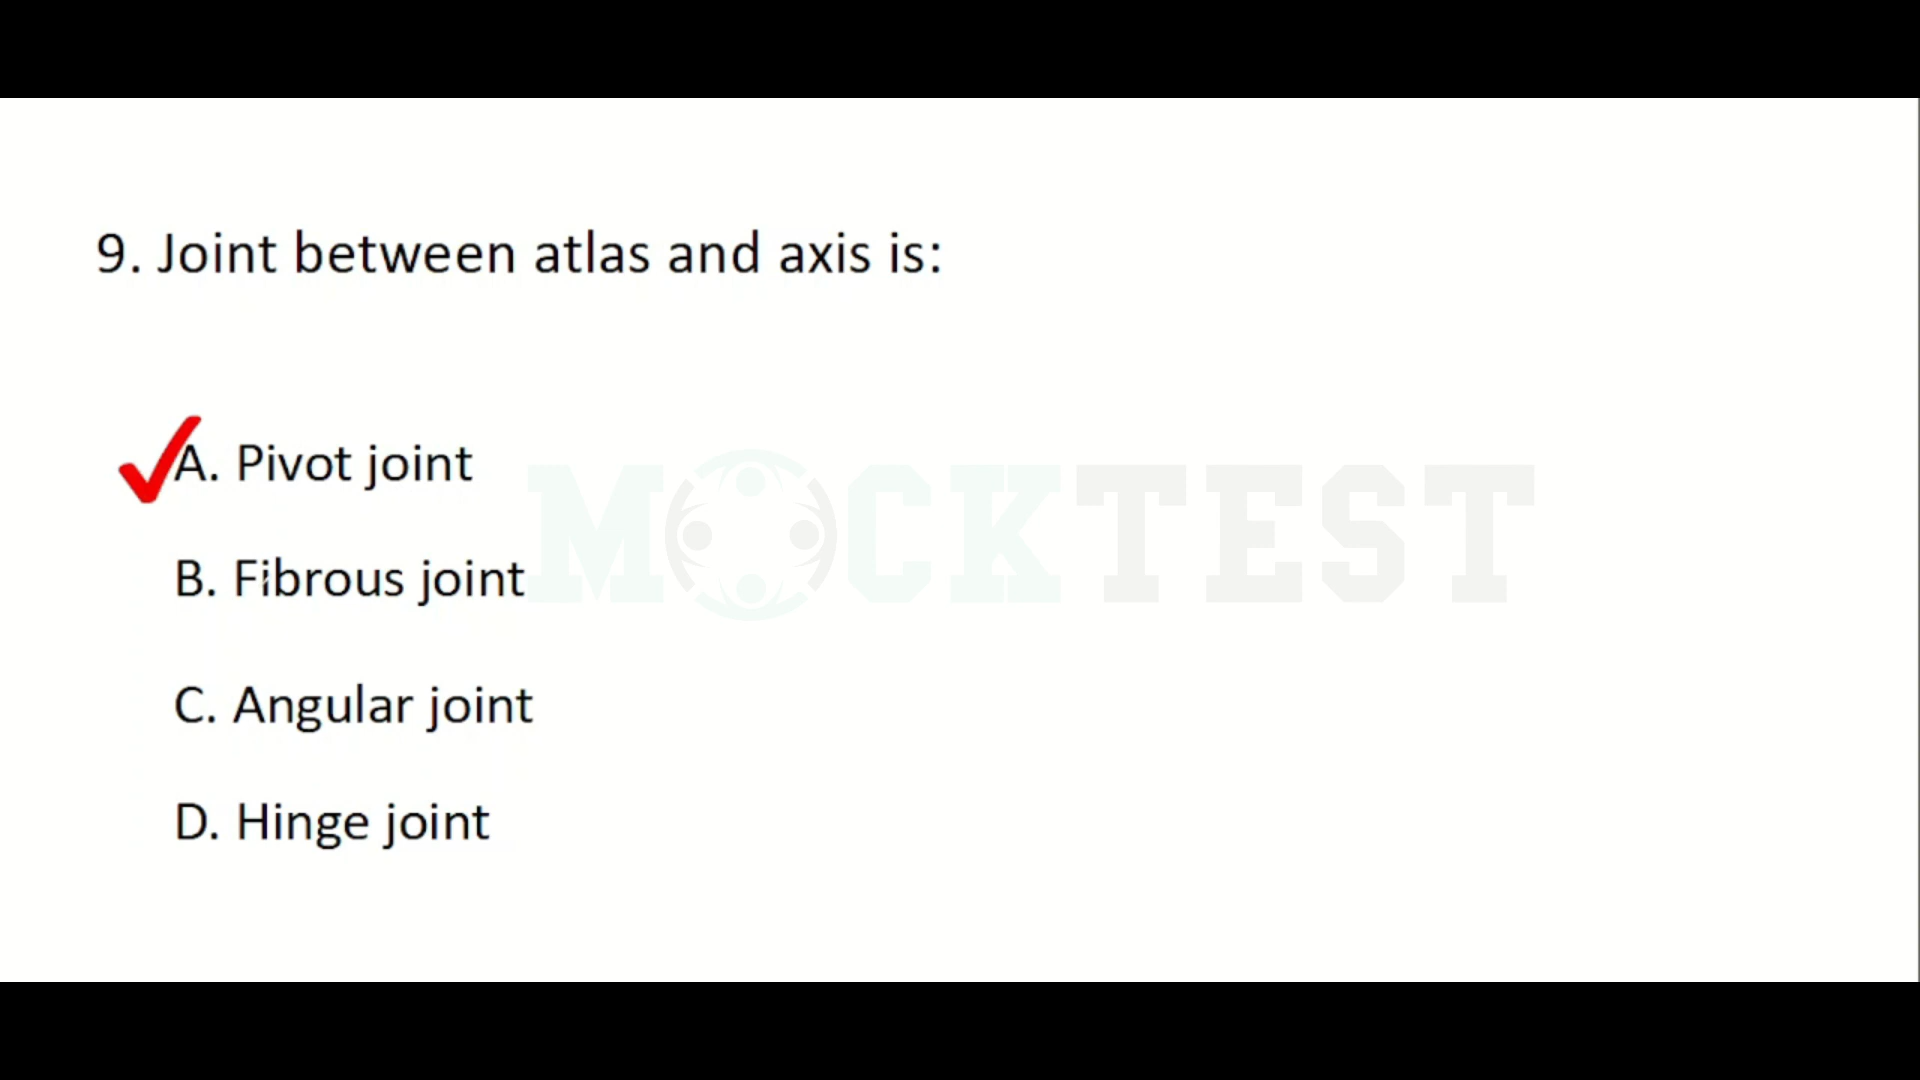 9. Joint between atlas and axis is:
A. Pivot joint
MOCKTEST
B. Fibrous joint
C. Angular joint
D. Hinge joint